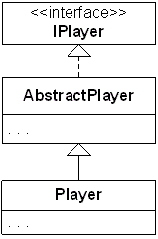 <<interface>>
IPlayer
AbstractPlayer
. . .
Player
. . .